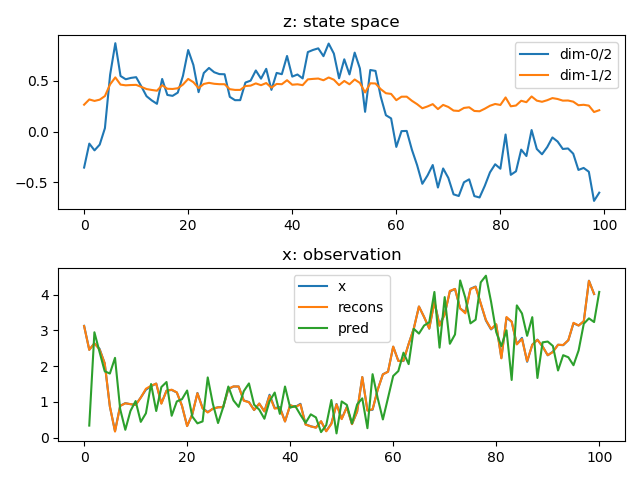 z: state space
dim-0/2
dim-1/2
0.5
0.0
−0.5
0 20 40 60 80 100
x: observation
x
recons
pred
4
3
2
1
0
0 20 40 60 80 100